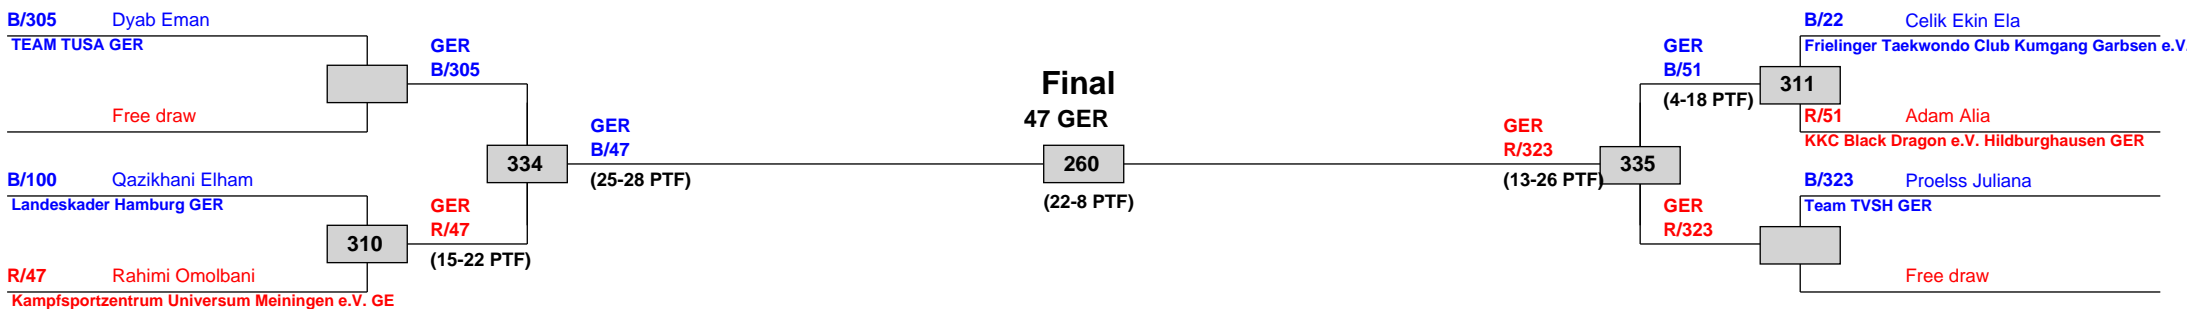 B/305 Dyab Eman
TEAM TUSA GER
Free draw
B/100 Qazikhani Elham
Landeskader Hamburg GER
310
R/47 Rahimi Omolbani
Kampfsportzentrum Universum Meiningen e.V. GE
GER
B/305
GER
R/47
(15-22 PTF)
334
GER
B/47
(25-28 PTF)
Final
47 GER
260
(22-8 PTF)
GER
R/323
(13-26 PTF)
335
GER
B/51
(4-18 PTF)
GER
R/323
B/22 Celik Ekin Ela
Frielinger Taekwondo Club Kumgang Garbsen e.V.
311
R/51 Adam Alia
KKC Black Dragon e.V. Hildburghausen GER
B/323 Proelss Juliana
Team TVSH GER
Free draw